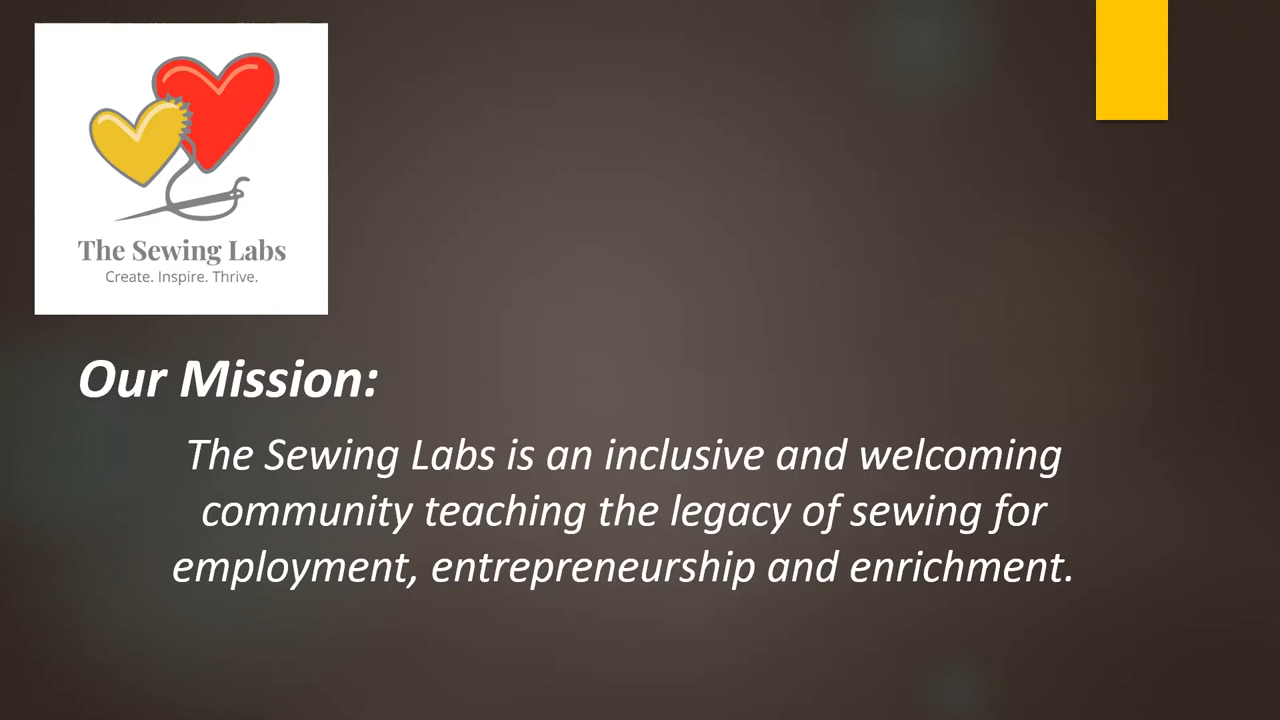 The Sewing Labs
Create. Inspire. Thrive.
Our Mission:
The Sewing Labs is an inclusive and welcoming
community teaching the legacy of sewing for
employment, entrepreneurship and enrichment.